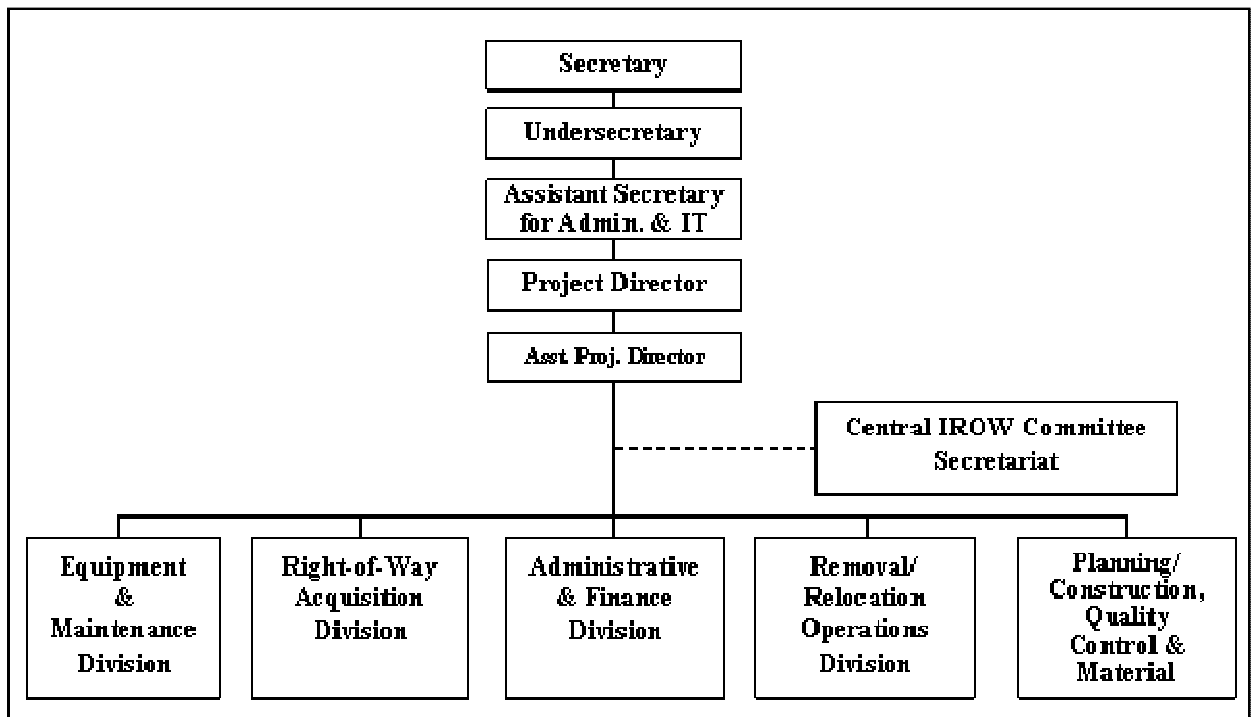 Secretary
Undersecretary
Assistant Secretary
for Admin. & IT
Project Director
Asst. Proj. Director
Central IROW Committee
Secretariat
Equipment
&
Maintenance
Division
Right-of-Way
Acquisition
Division
Administrative
& Finance
Division
Removal/
Relocation
Operations
Division
Planning/
Construction,
Quality
Control &
Material